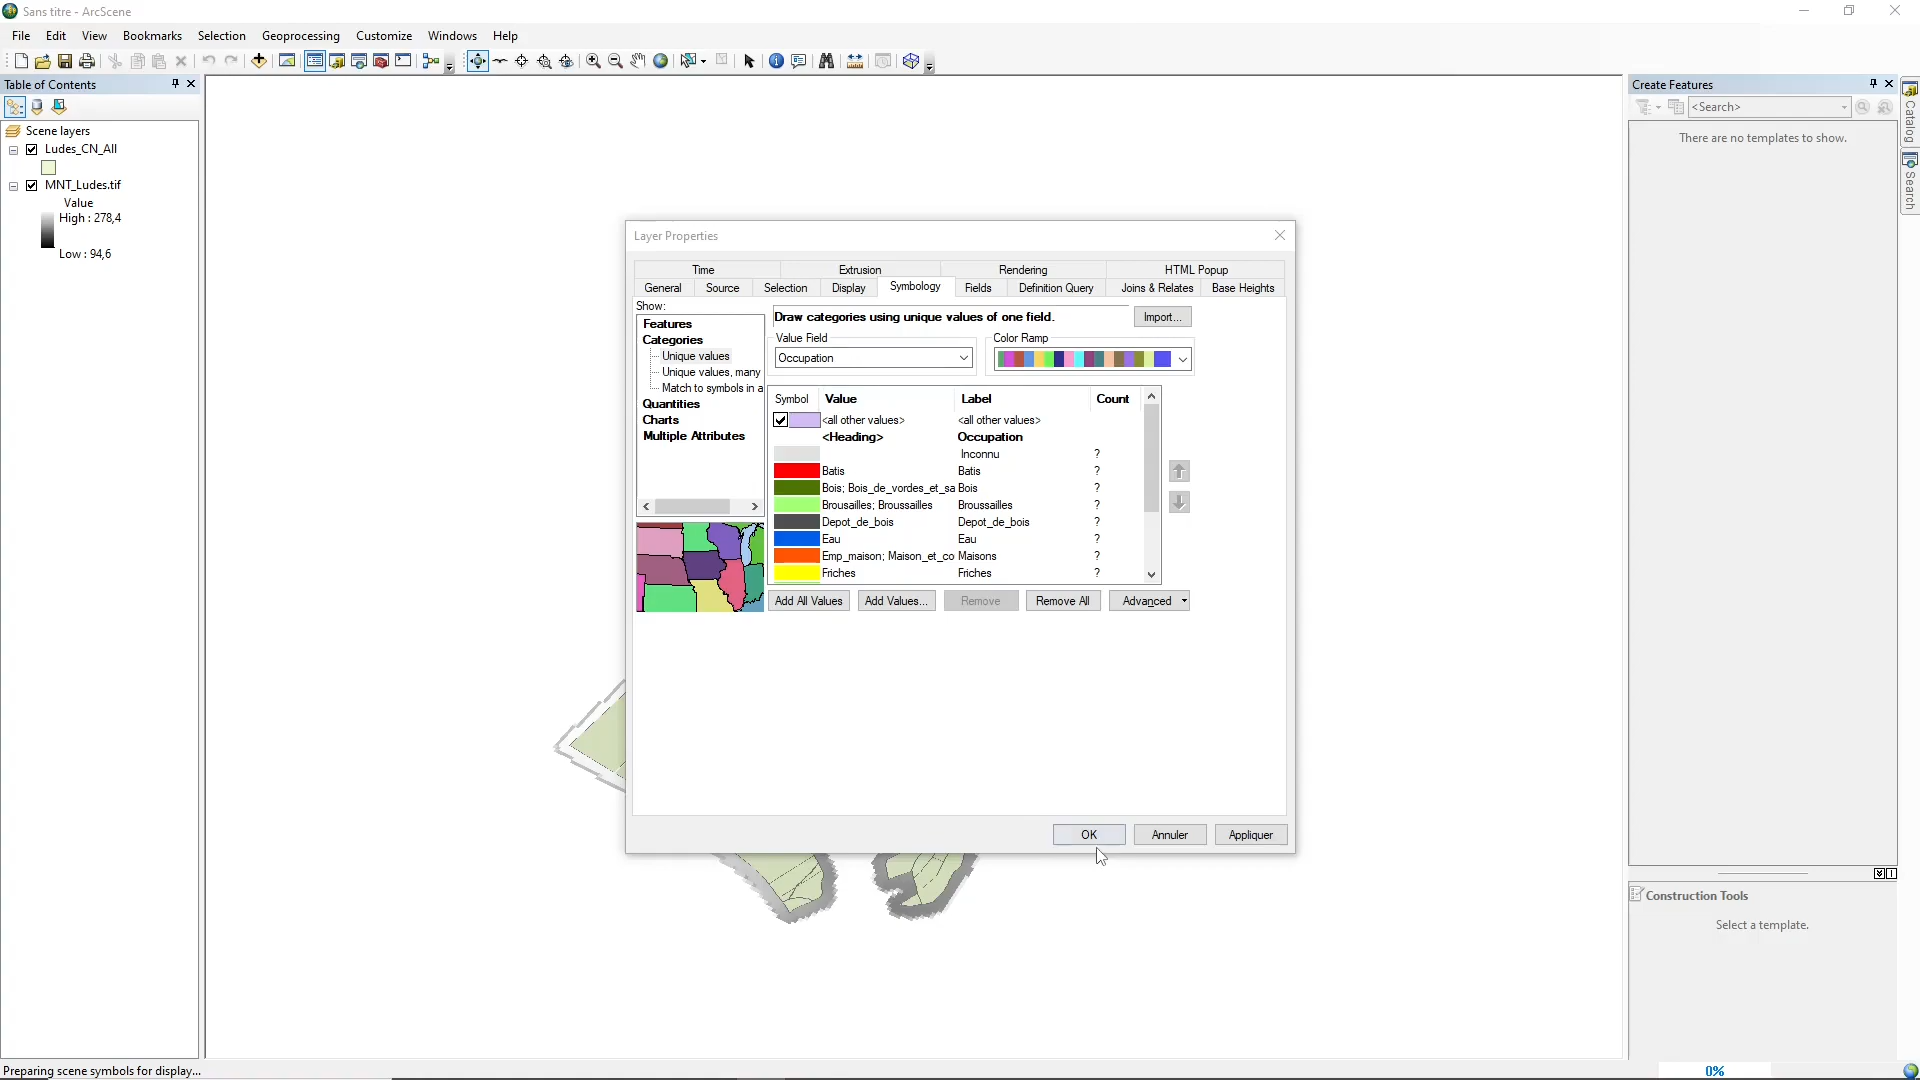 Sans titre - ArcScene
File Edit View Bookmarks Selection Geoprocessing Customize Windows Help
Table of Contents
Scene layers
Ludes_CN_All
MNT_Ludes.tif
Value
High : 278,4
Low : 94,6
Layer Properties
Time Extrusion Rendering HTML Popup
General Source Selection Display Symbology Fields Definition Query Joins & Relates Base Heights
Show:
Features
Categories
Unique values
Unique values, many
Match to symbols in a
Quantities
Charts
Multiple Attributes
Draw categories using unique values of one field.
Import...
Value Field
Occupation
Color Ramp
Symbol Value Label Count
<all other values> <all other values>
<Heading> Occupation
Inconnu ?
Batis Batis ?
Bois; Bois_de_vordes_et_sa Bois ?
Brousailles; Broussailles Broussailles ?
Depot_de_bois Depot_de_bois ?
Eau Eau ?
Emp_maison; Maison_et_co Maisons ?
Friches Friches ?
Add All Values Add Values... Remove Remove All Advanced
OK Annuler Appliquer
Create Features
<Search>
There are no templates to show.
Construction Tools
Select a template.
Catalog
Search
Preparing scene symbols for display...
0%